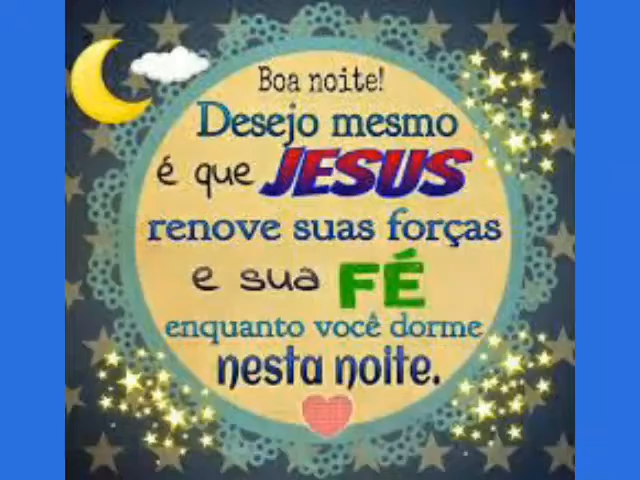 Boa noite!
Desejo mesmo
é que JESUS
renove suas forças
e sua FÉ
enquanto você dorme
nesta noite.